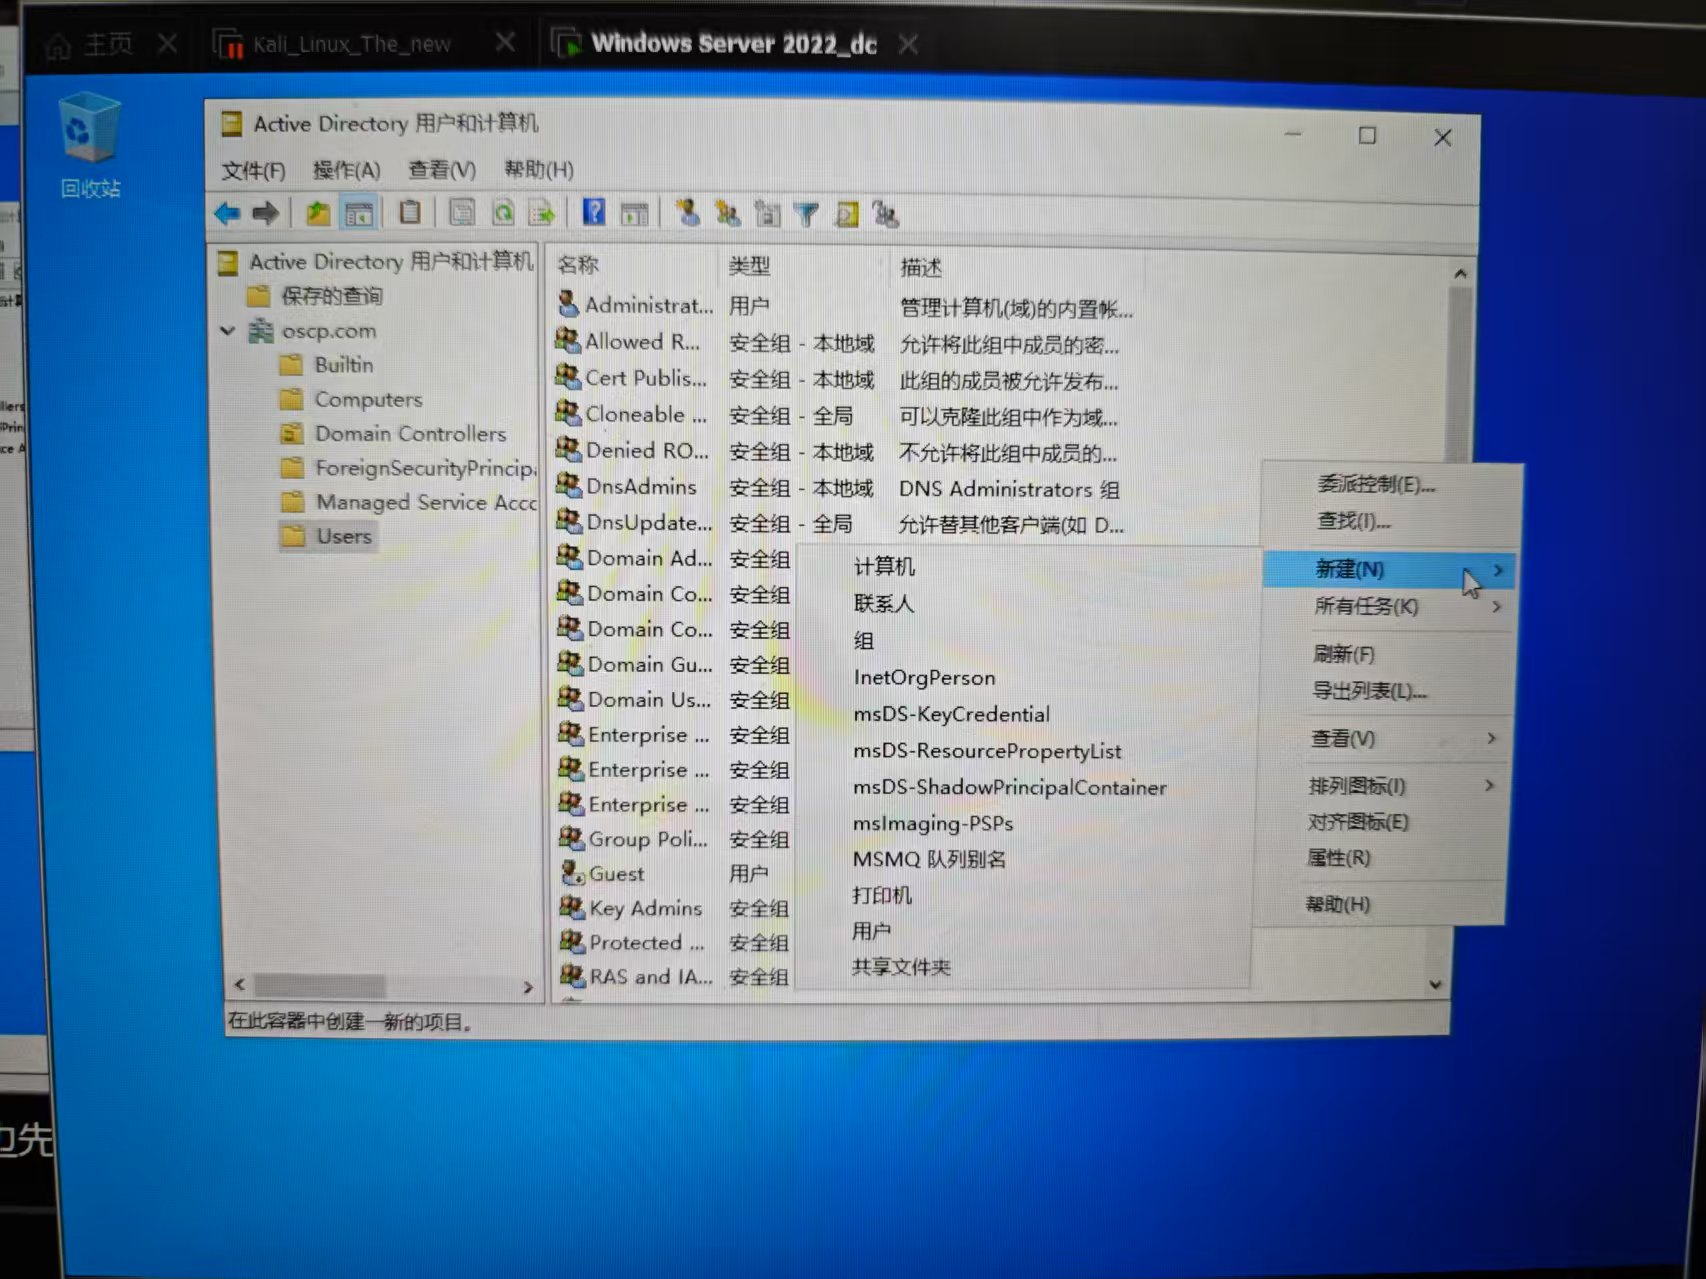 主页
Kali_Linux_The_new
Windows Server 2022_dc
回收站
Active Directory 用户和计算机
文件(F) 操作(A) 查看(V) 帮助(H)
Active Directory 用户和计算机
保存的查询
oscp.com
Builtin
Computers
Domain Controllers
ForeignSecurityPrincip
Managed Service Acc
Users
名称 类型 描述
Administrat... 用户 管理计算机(域)的内置帐...
Allowed R... 安全组 - 本地域 允许将此组中成员的密...
Cert Publis... 安全组 - 本地域 此组的成员被允许发布...
Cloneable ... 安全组 - 全局 可以克隆此组中作为域...
Denied RO... 安全组 - 本地域 不允许将此组中成员的...
DnsAdmins 安全组 - 本地域 DNS Administrators 组
DnsUpdate... 安全组 - 全局 允许替其他客户端(如 D...
Domain Ad... 安全组
Domain Co... 安全组
Domain Co... 安全组
Domain Gu... 安全组
Domain Us... 安全组
Enterprise ... 安全组
Enterprise ... 安全组
Enterprise ... 安全组
Group Poli... 安全组
Guest 用户
Key Admins 安全组
Protected ... 安全组
RAS and IA... 安全组
计算机
联系人
组
InetOrgPerson
msDS-KeyCredential
msDS-ResourcePropertyList
msDS-ShadowPrincipalContainer
msImaging-PSPs
MSMQ 队列别名
打印机
用户
共享文件夹
委派控制(E)...
查找(I)...
新建(N)
所有任务(K)
刷新(F)
导出列表(L)...
查看(V)
排列图标(I)
对齐图标(E)
属性(R)
帮助(H)
在此容器中创建一新的项目。
边先